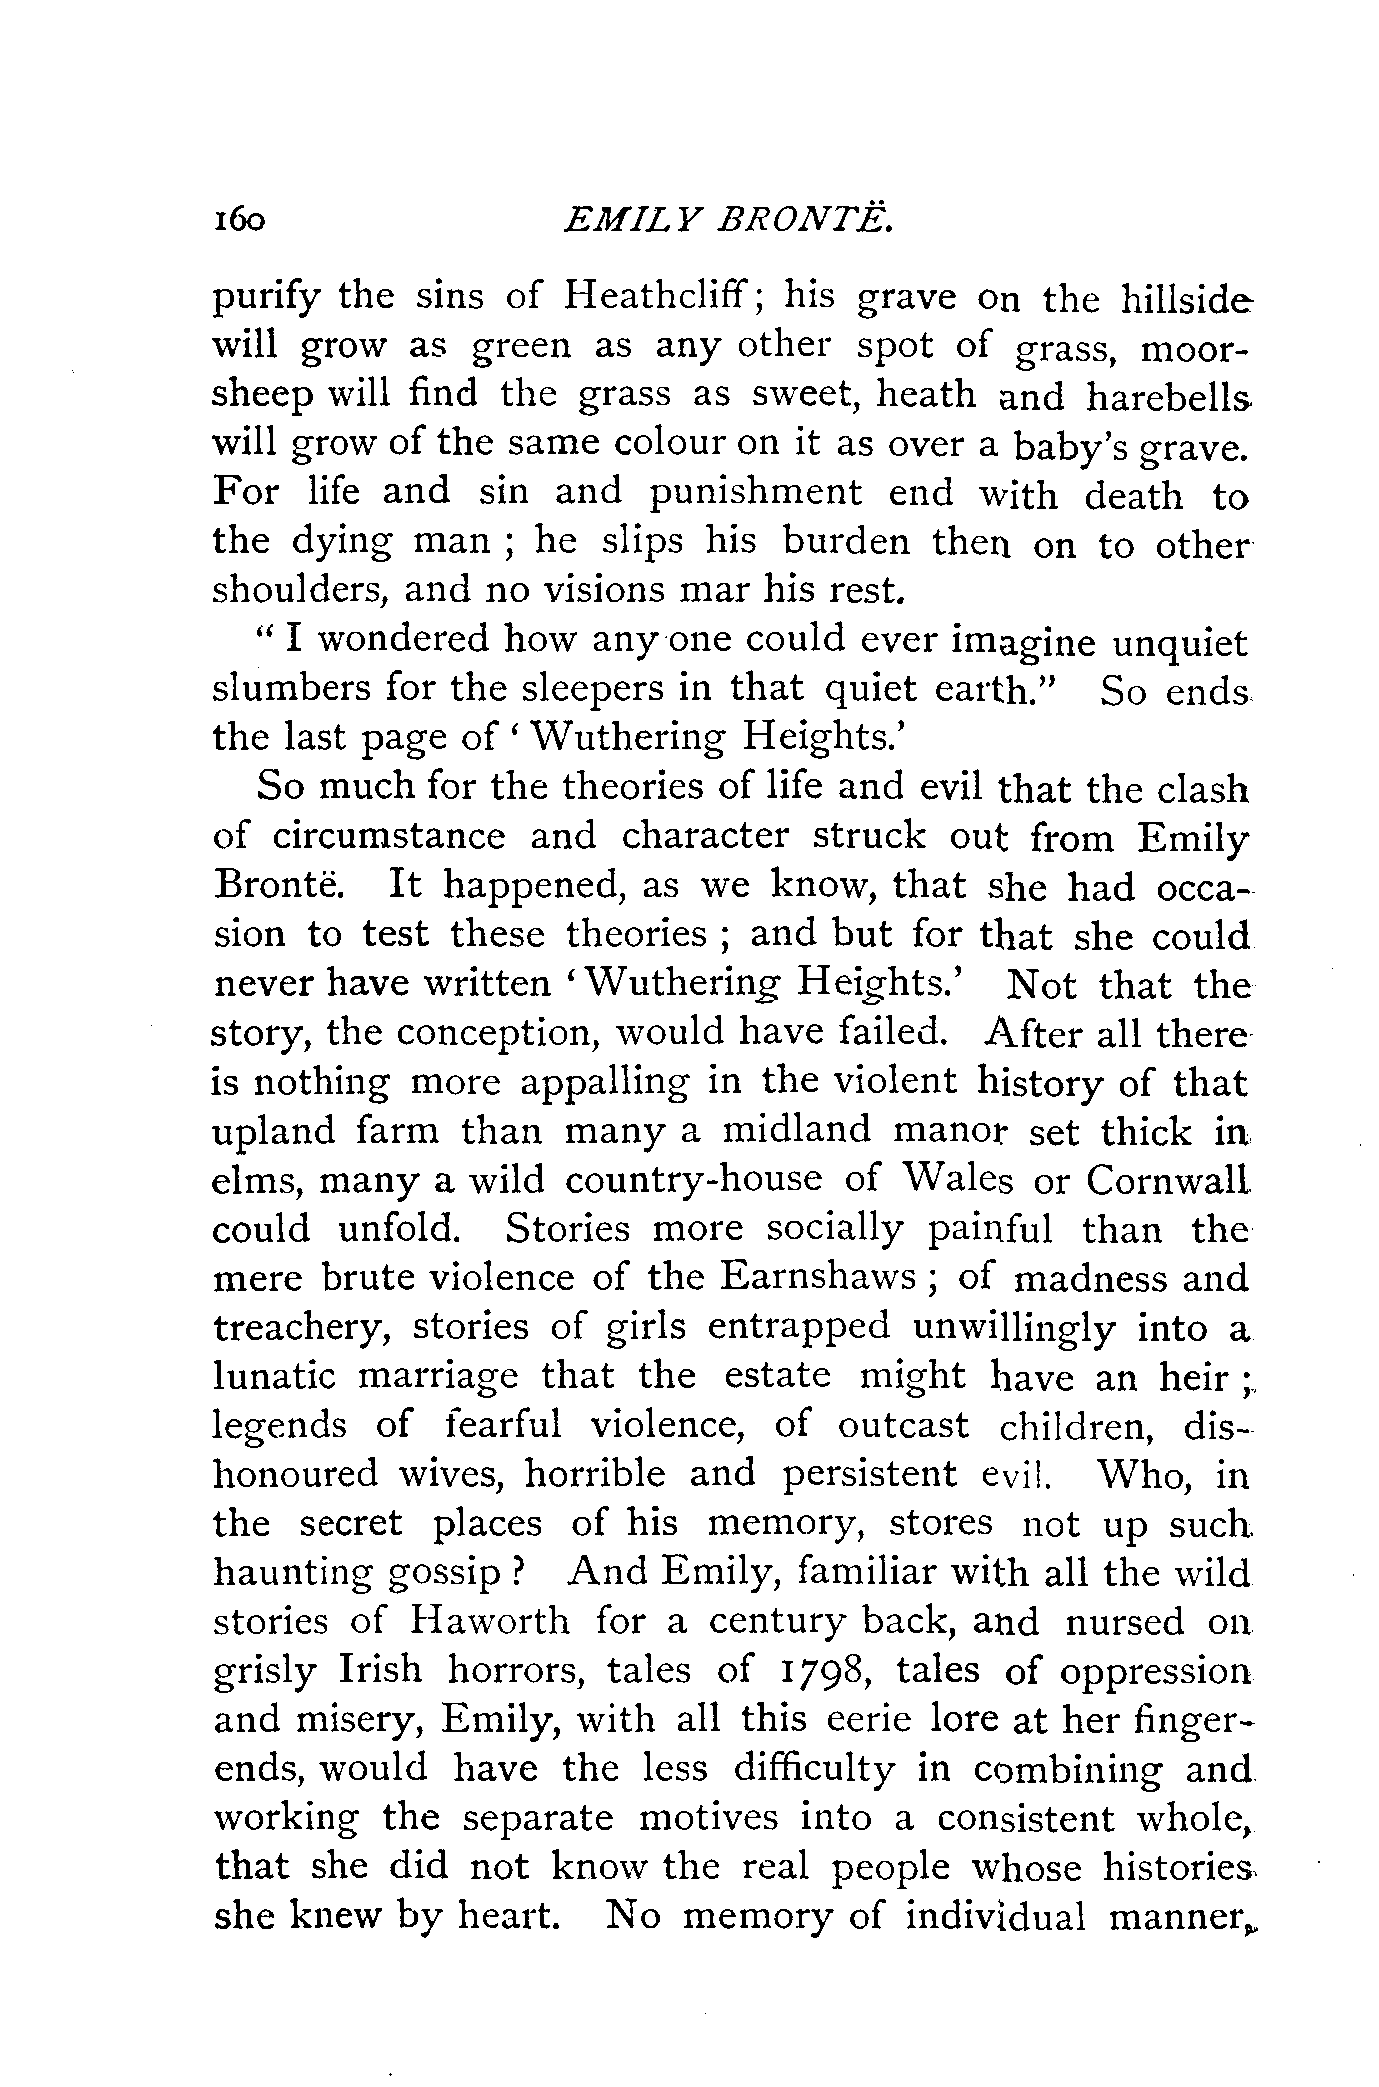 160 EMILY BRONTË.
purify the sins of Heathcliff; his grave on the hillside
will grow as green as any other spot of grass, moor-
sheep will find the grass as sweet, heath and harebells
will grow of the same colour on it as over a baby's grave.
For life and sin and punishment end with death to
the dying man ; he slips his burden then on to other
shoulders, and no visions mar his rest.
" I wondered how any one could ever imagine unquiet
slumbers for the sleepers in that quiet earth." So ends
the last page of ' Wuthering Heights.'
So much for the theories of life and evil that the clash
of circumstance and character struck out from Emily
Brontë. It happened, as we know, that she had occa-
sion to test these theories ; and but for that she could
never have written ' Wuthering Heights.' Not that the
story, the conception, would have failed. After all there
is nothing more appalling in the violent history of that
upland farm than many a midland manor set thick in
elms, many a wild country-house of Wales or Cornwall
could unfold. Stories more socially painful than the
mere brute violence of the Earnshaws ; of madness and
treachery, stories of girls entrapped unwillingly into a
lunatic marriage that the estate might have an heir ;
legends of fearful violence, of outcast children, dis-
honoured wives, horrible and persistent evil. Who, in
the secret places of his memory, stores not up such
haunting gossip ? And Emily, familiar with all the wild
stories of Haworth for a century back, and nursed on
grisly Irish horrors, tales of 1798, tales of oppression
and misery, Emily, with all this eerie lore at her finger-
ends, would have the less difficulty in combining and
working the separate motives into a consistent whole,
that she did not know the real people whose histories
she knew by heart. No memory of individual manner,